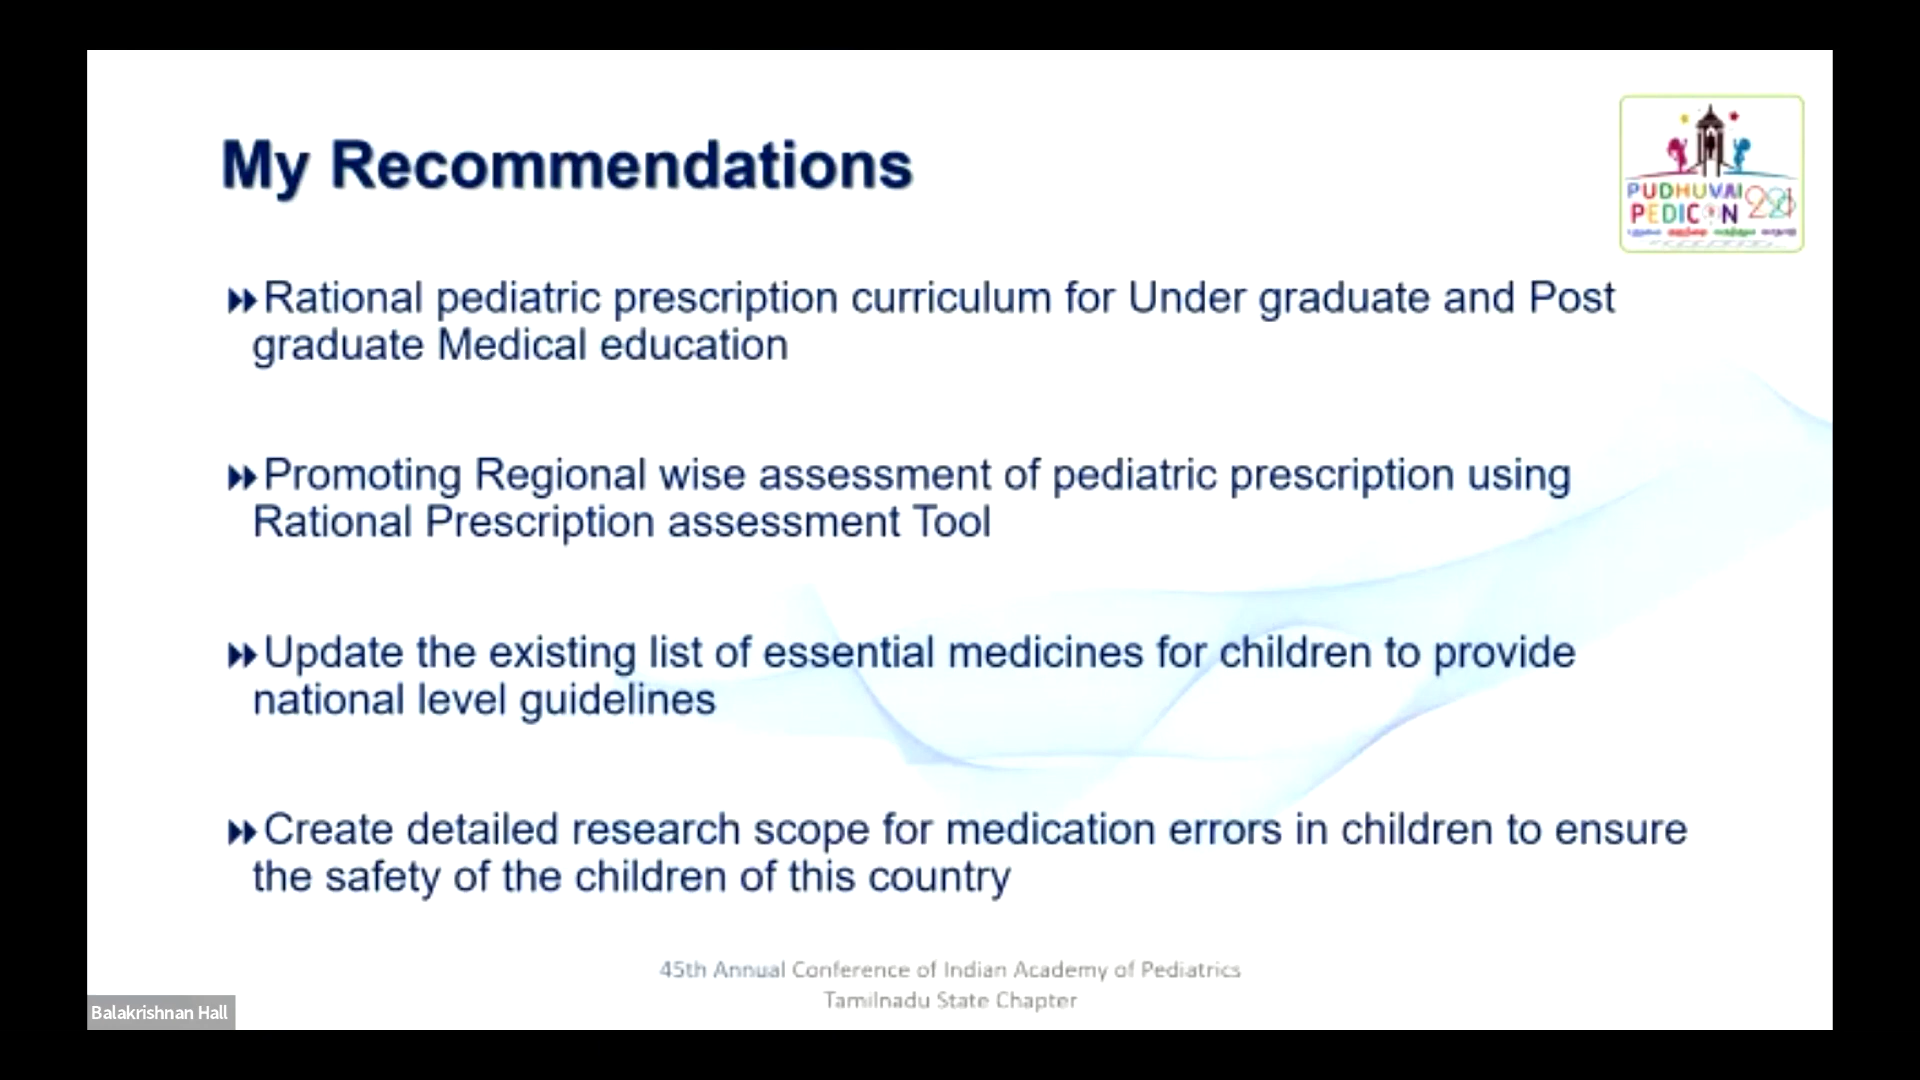 My Recommendations
PUDHUVAI
PEDICON 2021
Rational pediatric prescription curriculum for Under graduate and Post
graduate Medical education
Promoting Regional wise assessment of pediatric prescription using
Rational Prescription assessment Tool
Update the existing list of essential medicines for children to provide
national level guidelines
Create detailed research scope for medication errors in children to ensure
the safety of the children of this country
45th Annual Conference of Indian Academy of Pediatrics
Tamilnadu State Chapter
Balakrishnan Hall